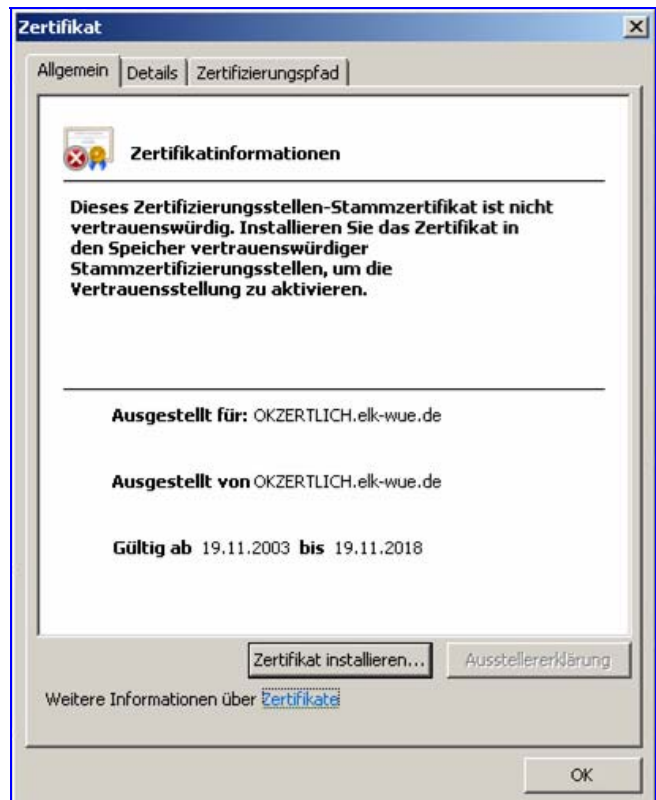 Zertifikat
Allgemein Details Zertifizierungspfad
Zertifikatinformationen
Dieses Zertifizierungsstellen-Stammzertifikat ist nicht
vertrauenswürdig. Installieren Sie das Zertifikat in
den Speicher vertrauenswürdiger
Stammzertifizierungsstellen, um die
Vertrauensstellung zu aktivieren.
Ausgestellt für: OKZERTLICH.elk-wue.de
Ausgestellt von OKZERTLICH.elk-wue.de
Gültig ab 19.11.2003 bis 19.11.2018
Zertifikat installieren... Ausstellererklärung
Weitere Informationen über Zertifikate
OK